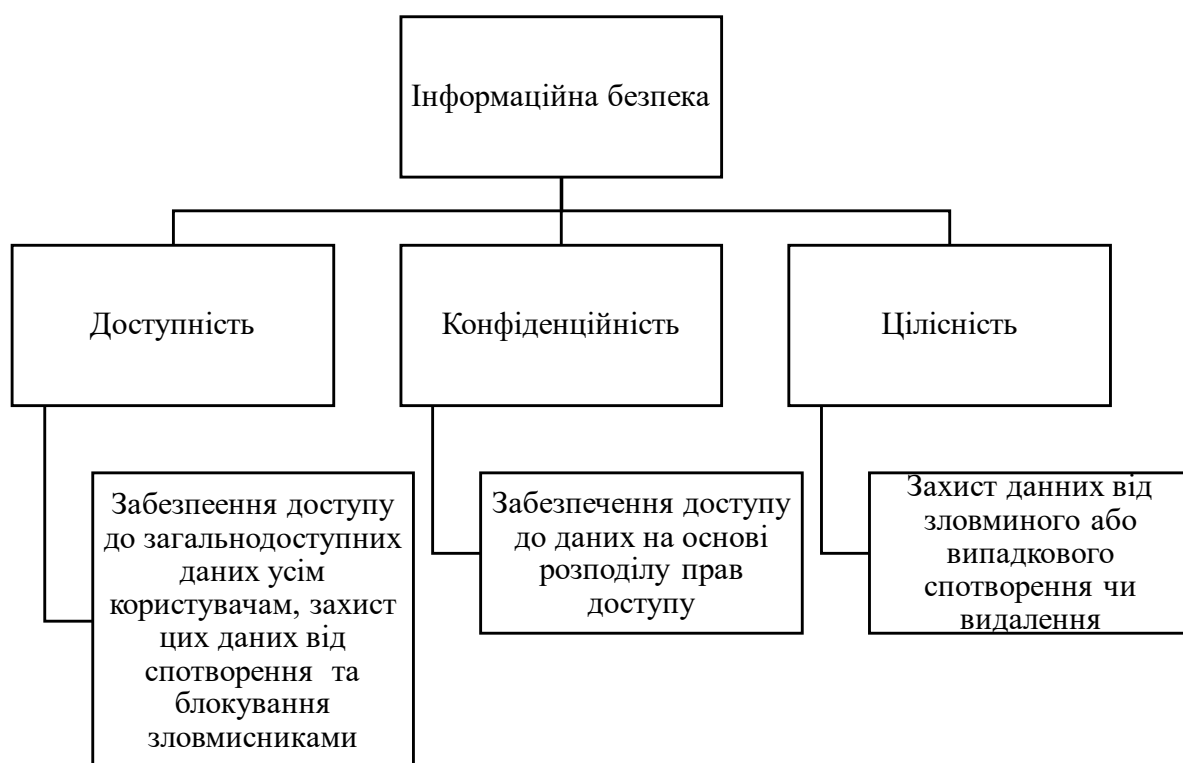 Інформаційна безпека
Доступність
Конфіденційність
Цілісність
Забезпеення доступу
до загальнодоступних
даних усім
користувачам, захист
цих даних від
спотворення та
блокування
зловмисниками
Забезпечення доступу
до даних на основі
розподілу прав
доступу
Захист данних від
зловминого або
випадкового
спотворення чи
видалення